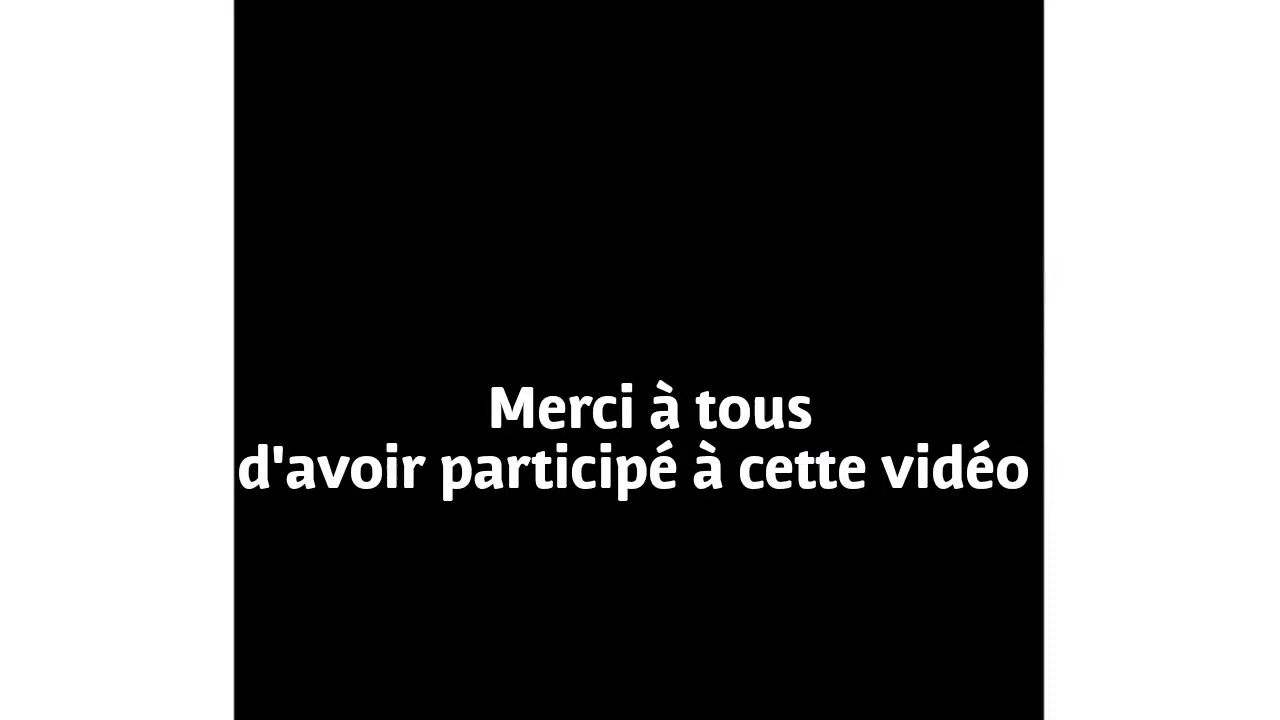 Merci à tous
d'avoir participé à cette vidéo